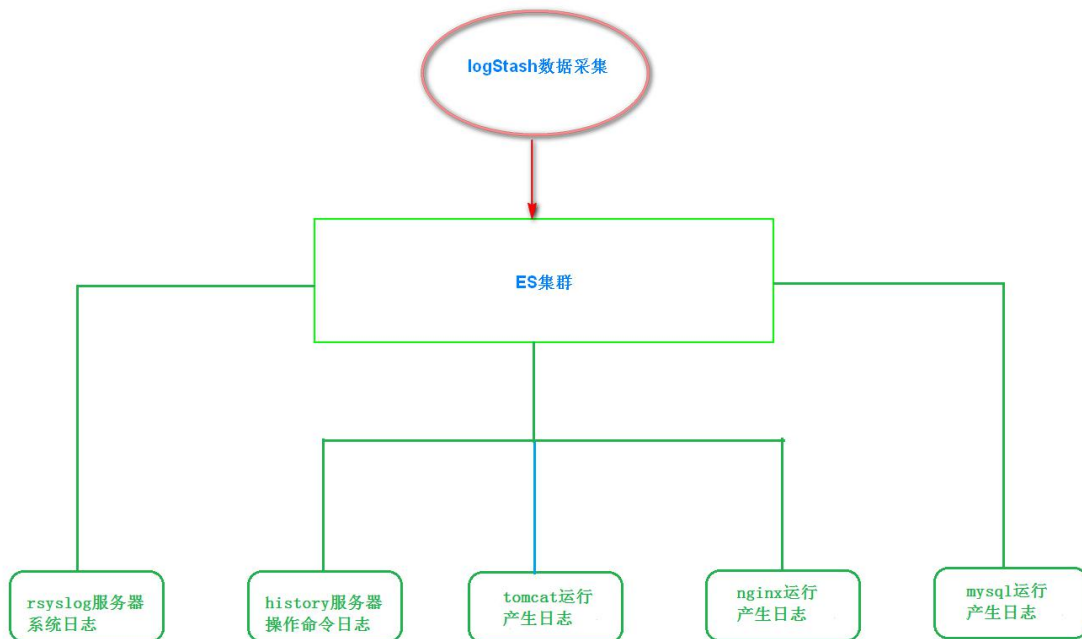 logStash数据采集
ES集群
rsyslog服务器
系统日志
history服务器
操作命令日志
tomcat运行
产生日志
nginx运行
产生日志
mysql运行
产生日志